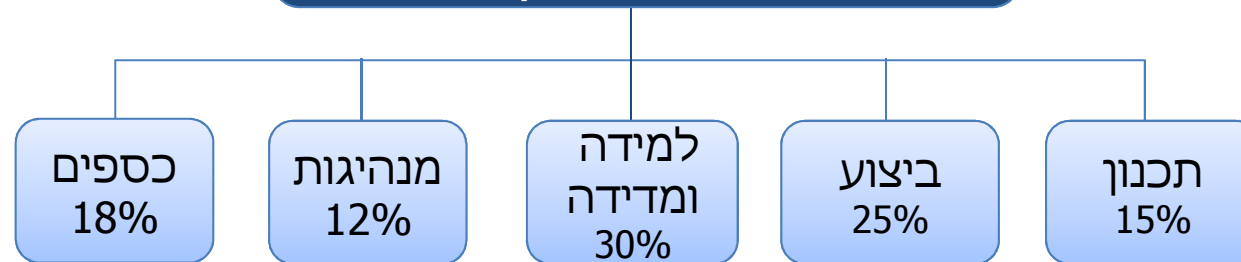 תכנון
15%
ביצוע
25%
למידה
ומדידה
30%
מנהיגות
12%
כספים
18%